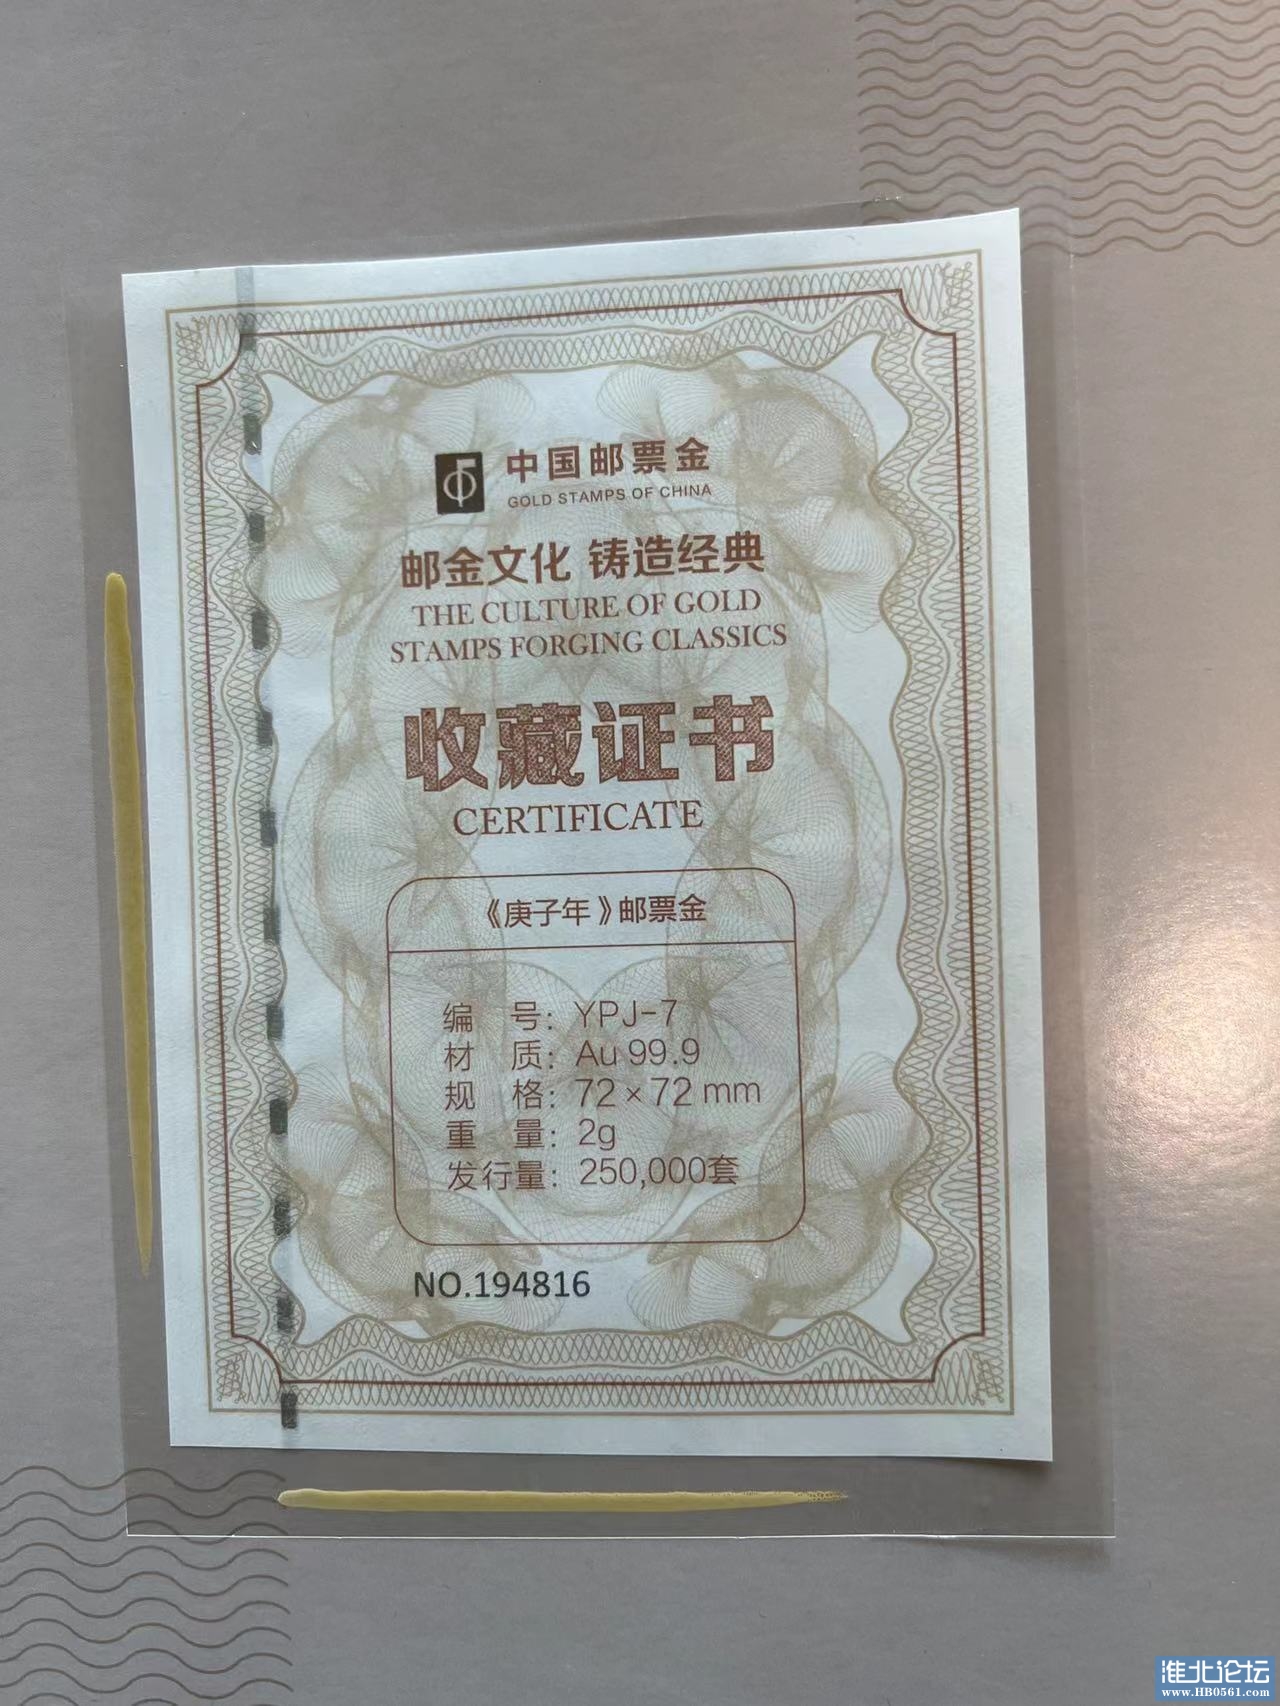 中国邮票金
GOLD STAMPS OF CHINA
邮金文化 铸造经典
THE CULTURE OF GOLD
STAMPS FORGING CLASSICS
收藏证书
CERTIFICATE
《庚子年》邮票金
编 号：YPJ-7
材 质：Au 99.9
规 格：72×72 mm
重 量：2g
发行量：250,000套
NO.194816
淮北论坛
www.HB0561.com